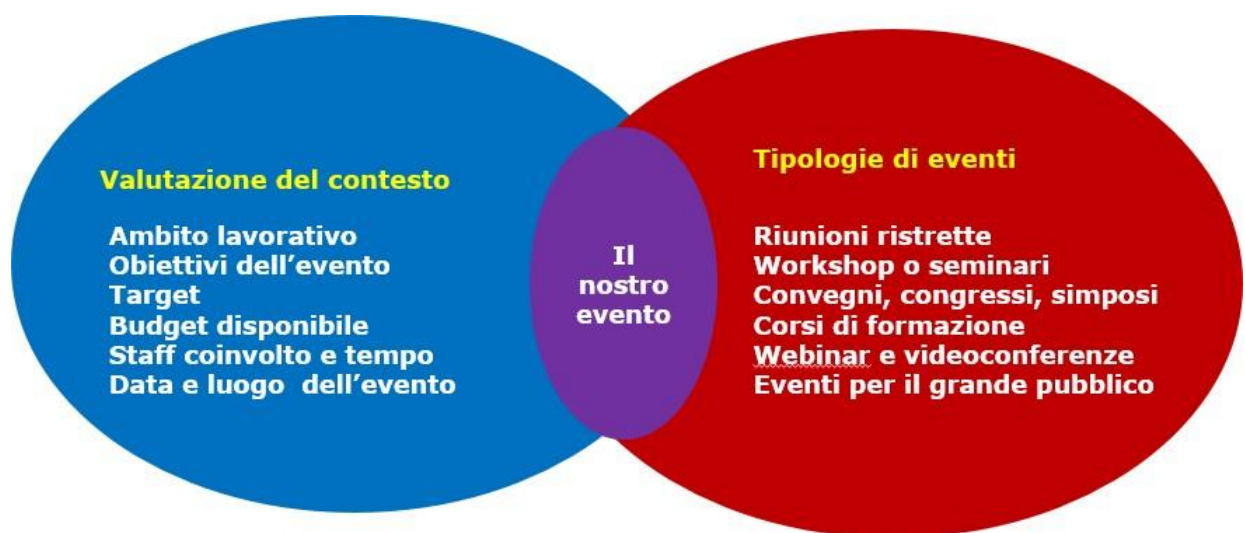 Valutazione del contesto
Ambito lavorativo
Obiettivi dell’evento
Target
Budget disponibile
Staff coinvolto e tempo
Data e luogo dell’evento
Il
nostro
evento
Tipologie di eventi
Riunioni ristrette
Workshop o seminari
Convegni, congressi, simposi
Corsi di formazione
Webinar e videoconferenze
Eventi per il grande pubblico